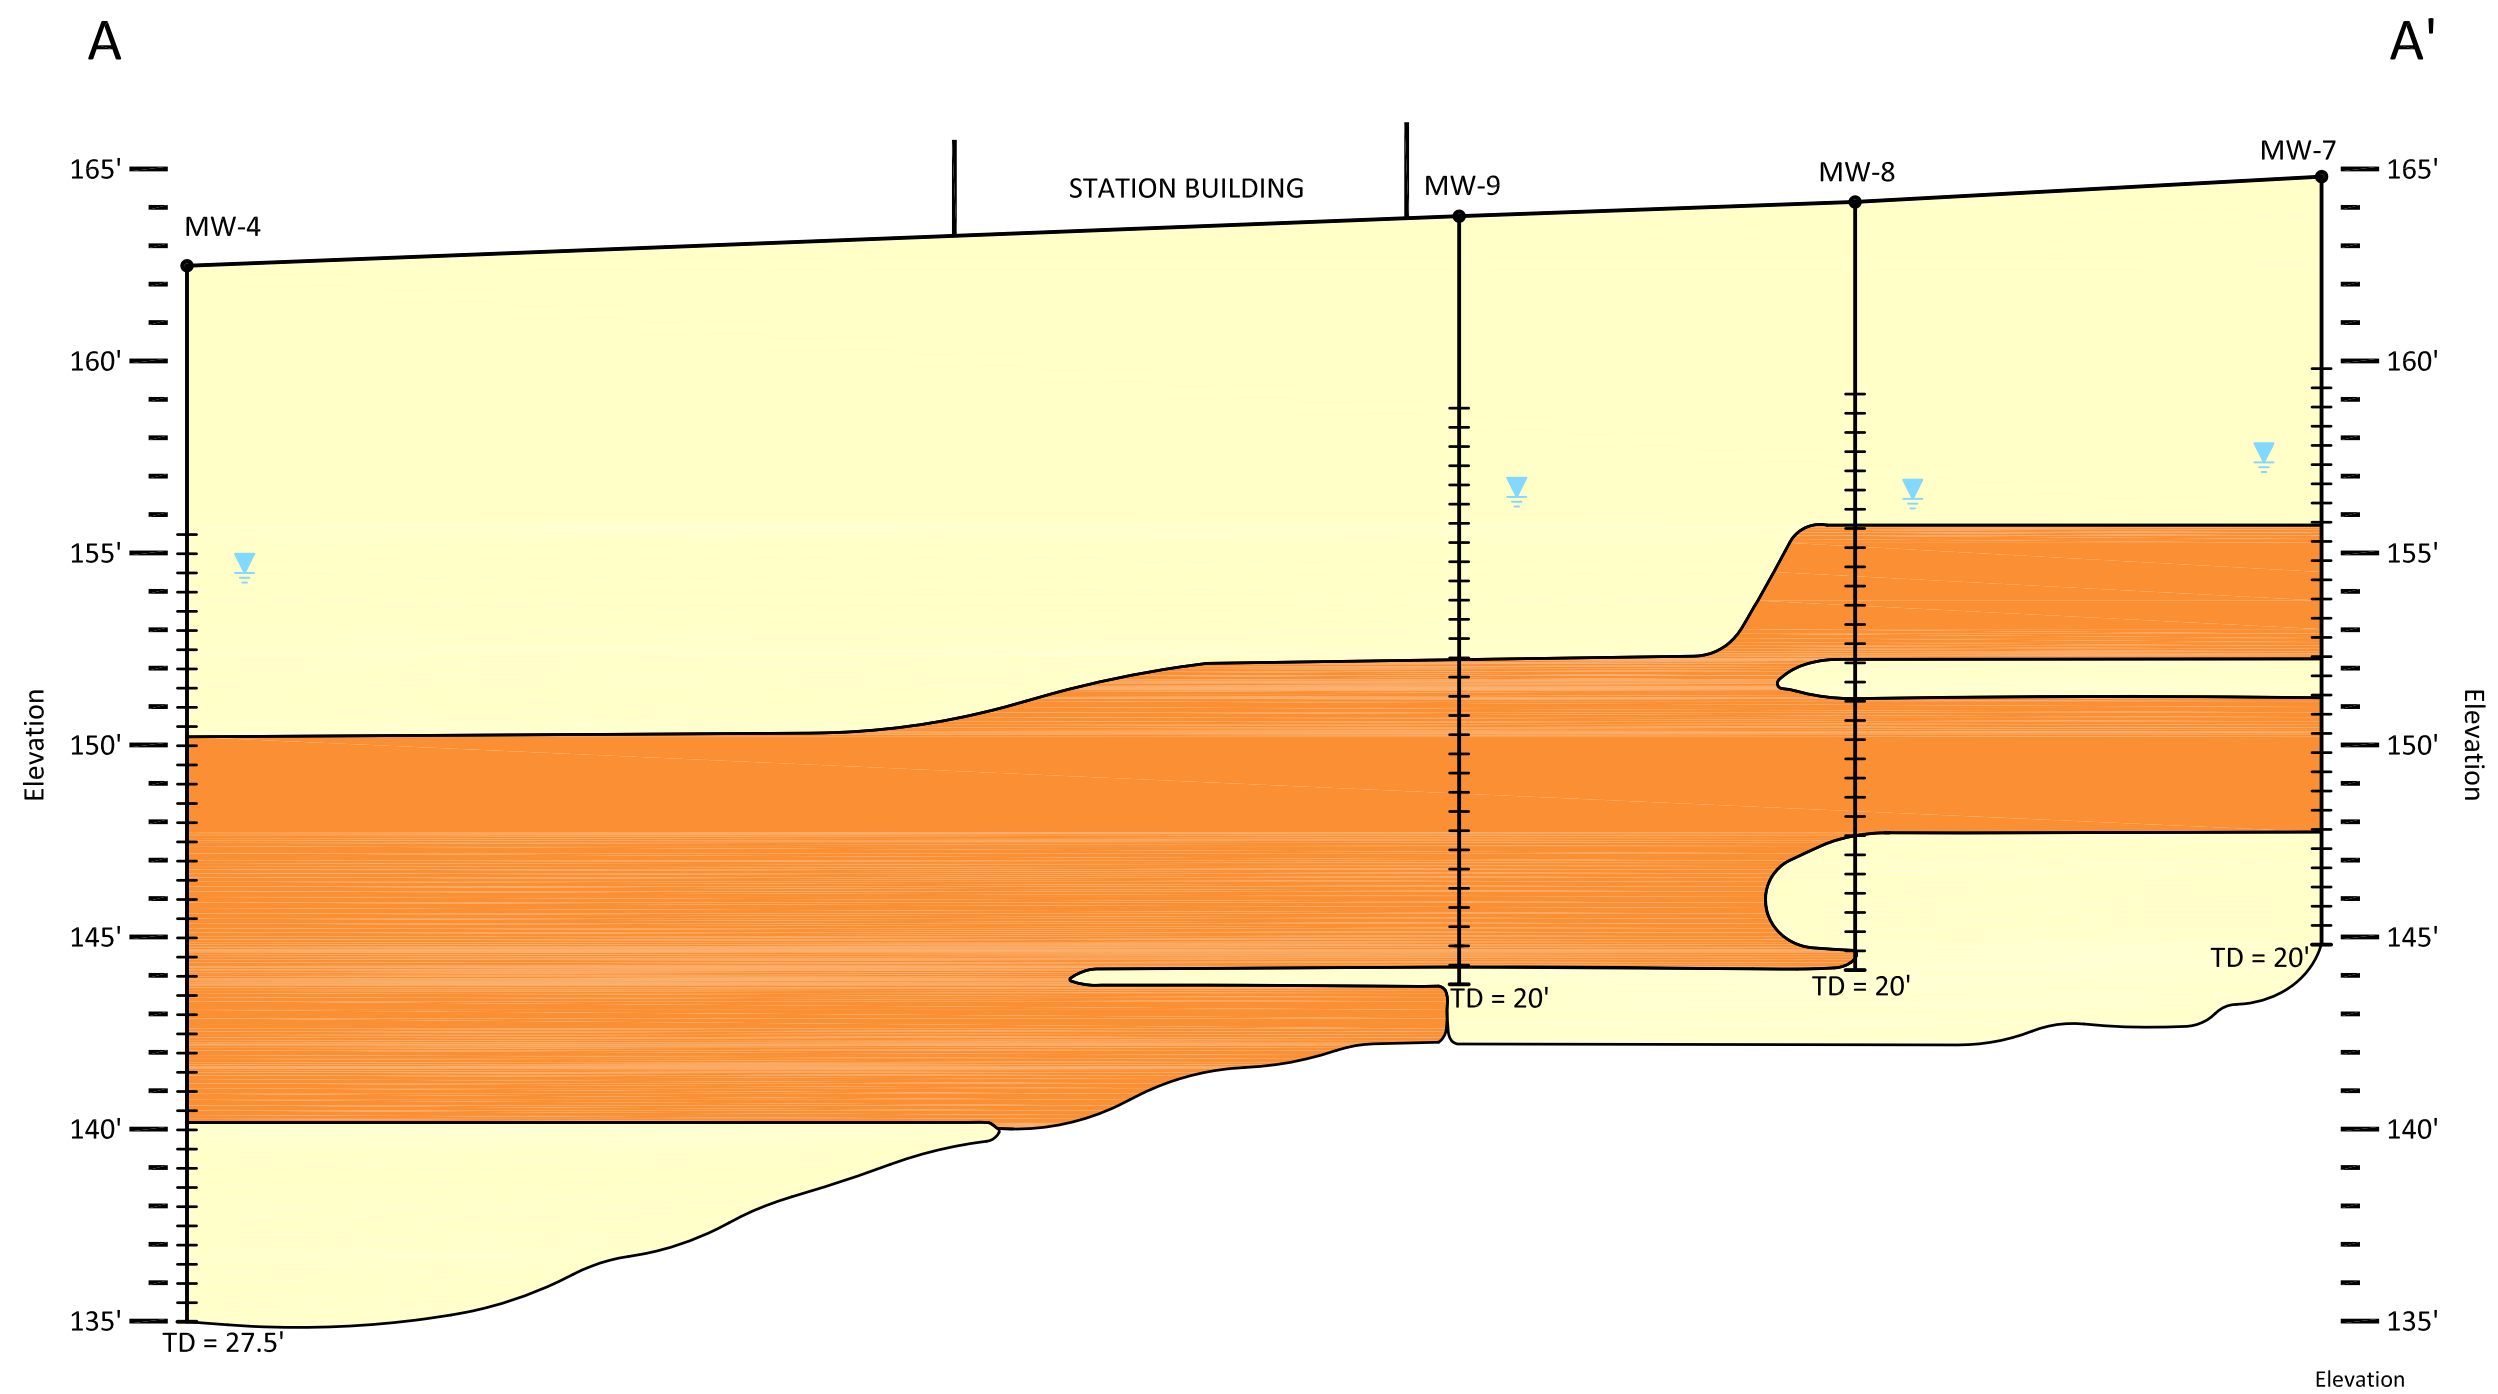 A
A'
MW-7
165'
165'
MW-8
STATION BUILDING
MW-9
MW-4
160'
160'
155'
155'
150'
150'
Elevation
Elevation
145'
145'
TD = 20'
TD = 20'
TD = 20'
140'
140'
135'
135'
TD = 27.5'
Elevation